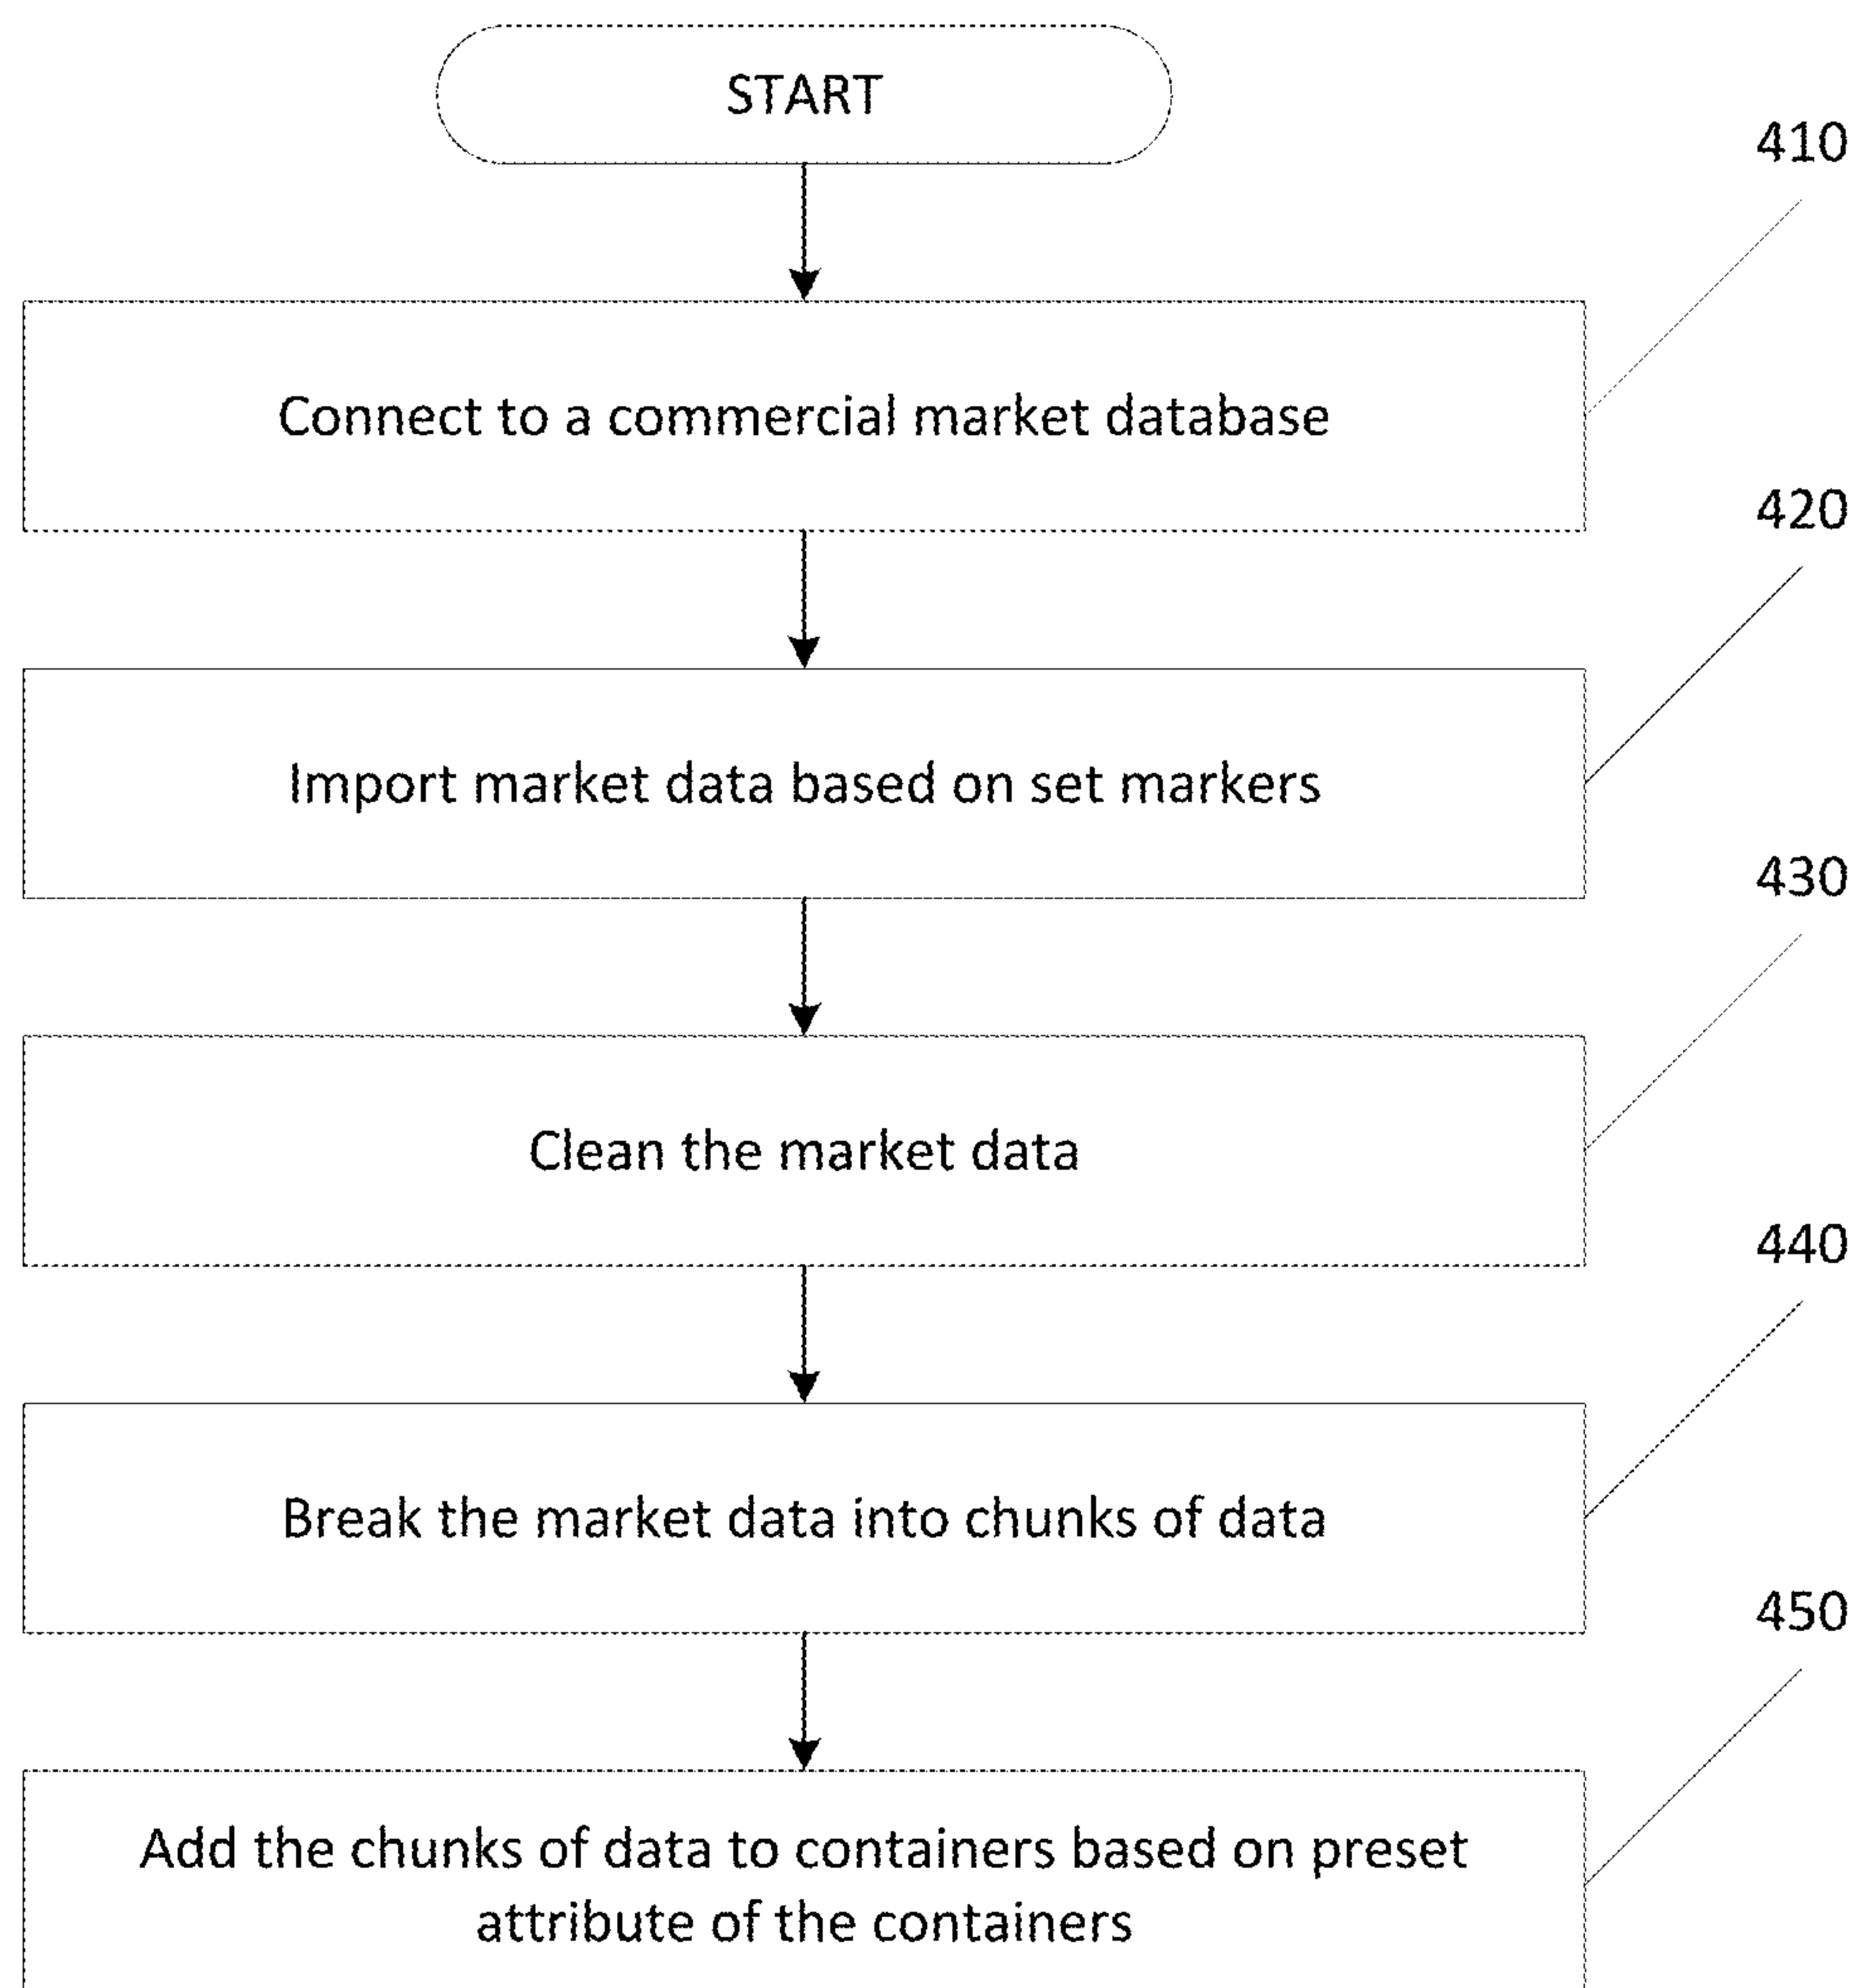 START
410
Connect to a commercial market database
420
Import market data based on set markers
430
Clean the market data
440
Break the market data into chunks of data
450
Add the chunks of data to containers based on preset
attribute of the containers